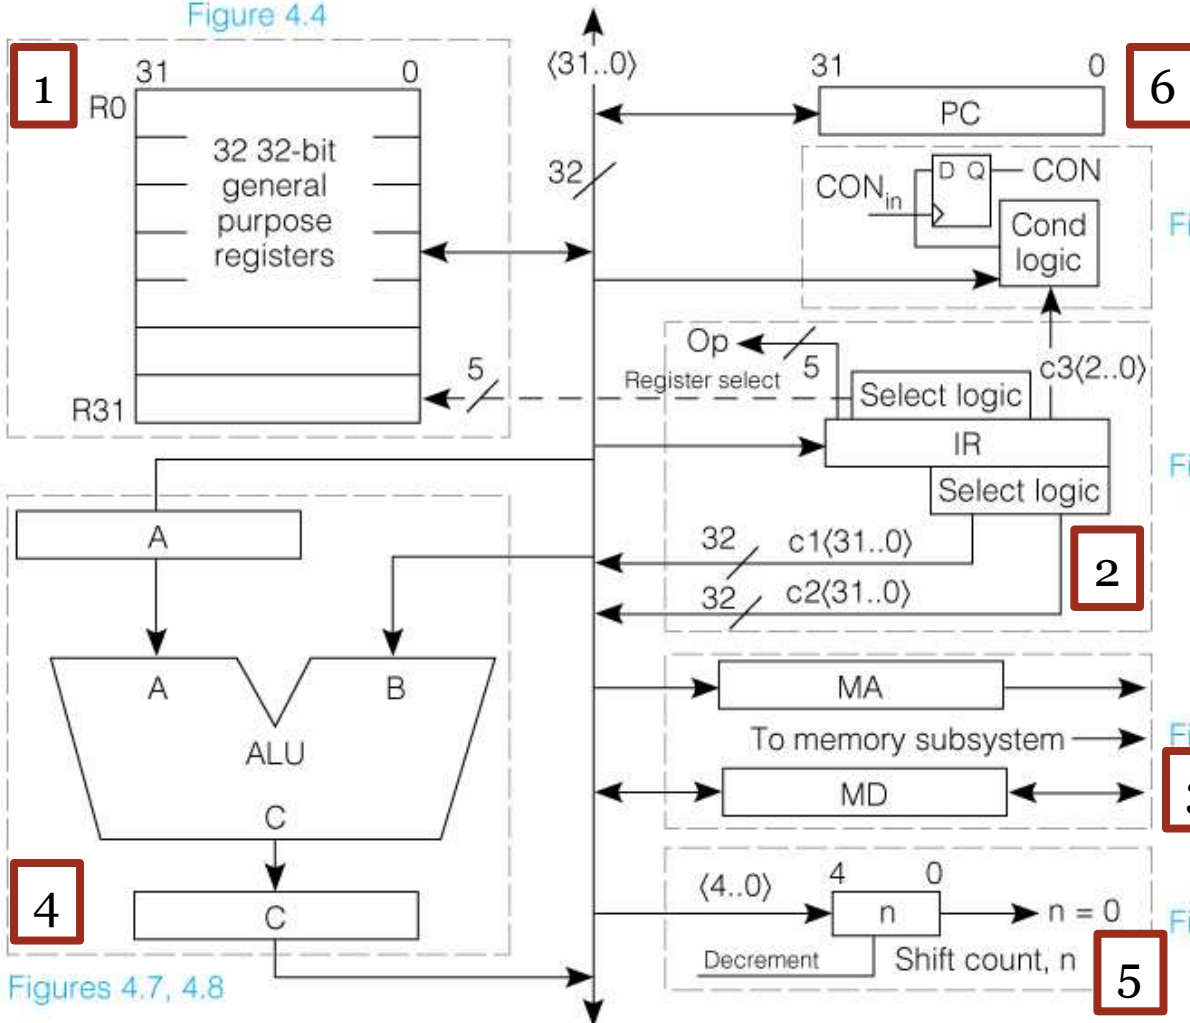 Figure 4.4
1
31 0
R0
32 32-bit
general
purpose
registers
R31
5
⟨31..0⟩
32
31 0
PC
6
CONin
D Q
CON
Cond
logic
Op
5
Register select
c3⟨2..0⟩
Select logic
IR
Select logic
32 c1⟨31..0⟩
32 c2⟨31..0⟩
2
A
A B
ALU
C
C
4
Figures 4.7, 4.8
MA
To memory subsystem
MD
⟨4..0⟩
4 0
n
n = 0
Decrement
Shift count, n
5